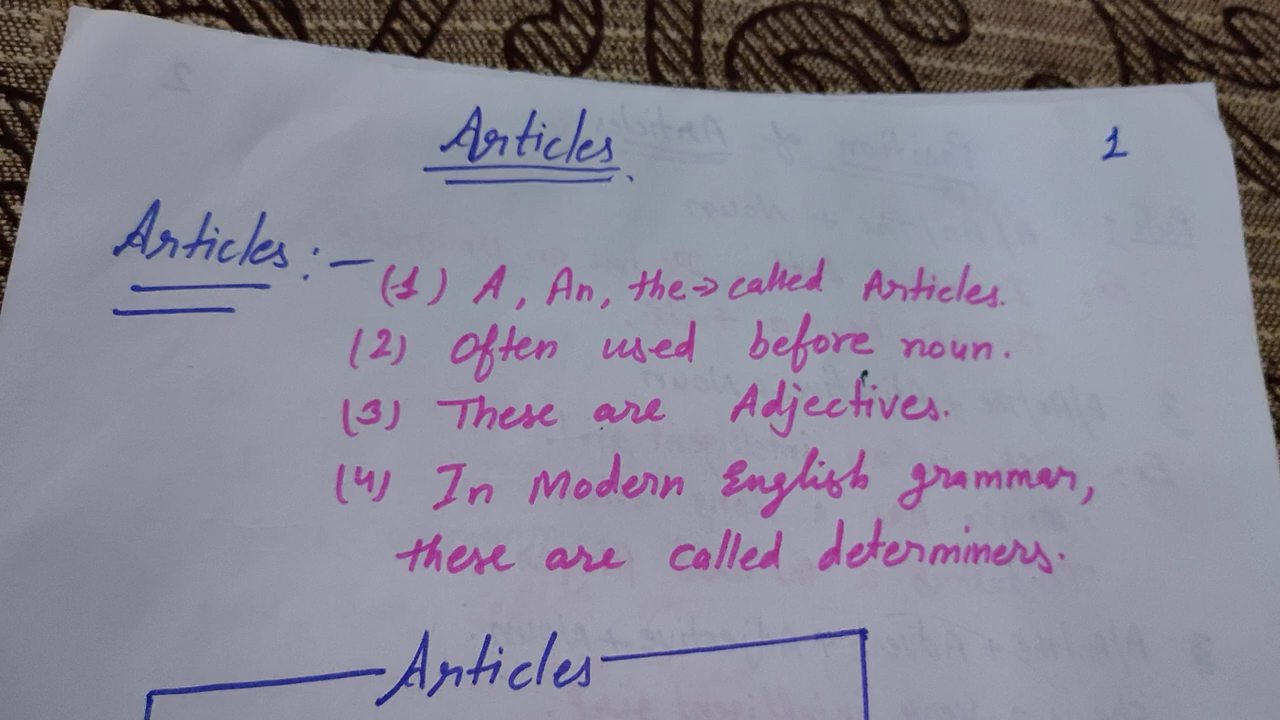 Articles.
1
Articles:-
(1) A, An, the→called Articles.
(2) Often used before noun.
(3) These are Adjectives.
(4) In Modern English grammar,
these are called determiners.
Articles